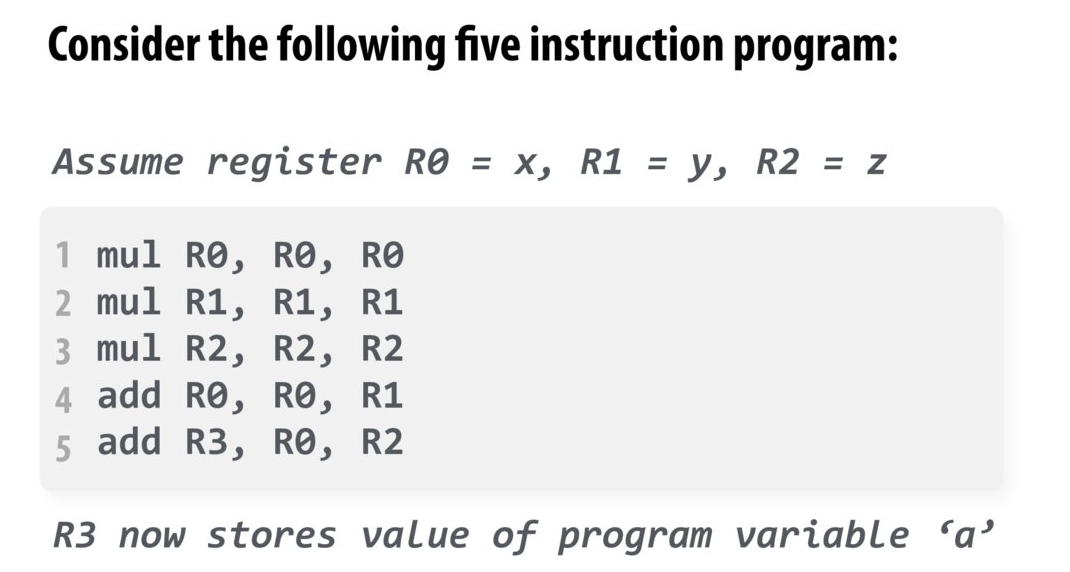 Consider the following five instruction program:
Assume register R0 = x, R1 = y, R2 = z
1 mul R0, R0, R0
2 mul R1, R1, R1
3 mul R2, R2, R2
4 add R0, R0, R1
5 add R3, R0, R2
R3 now stores value of program variable ‘a’